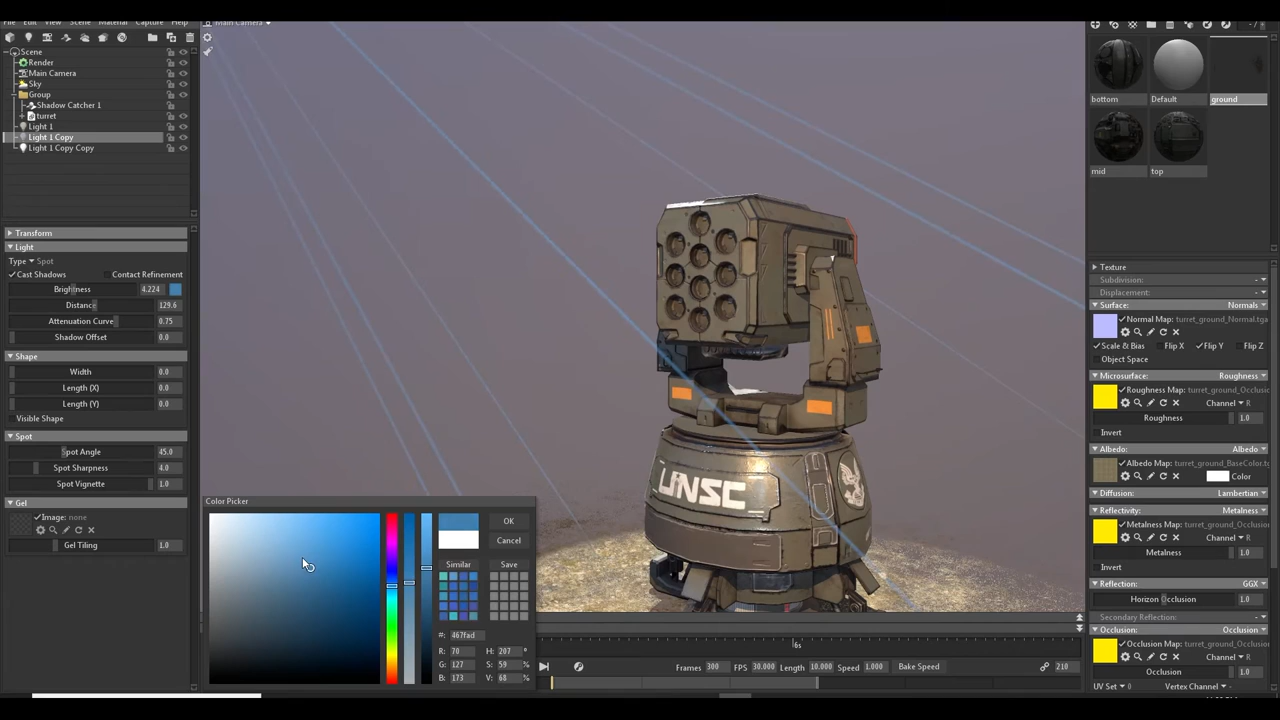 File Edit View Scene Material Capture Help
Main Camera
Scene
Render
Main Camera
Sky
Group
Shadow Catcher 1
turret
Light 1
Light 1 Copy
Light 1 Copy Copy
Transform
Light
Type Spot
Cast Shadows Contact Refinement
Brightness 4.224
Distance 129.6
Attenuation Curve 0.75
Shadow Offset 0.0
Shape
Width 0.0
Length (X) 0.0
Length (Y) 0.0
Visible Shape
Spot
Spot Angle 45.0
Spot Sharpness 4.0
Spot Vignette 1.0
Gel
Image: none
Gel Tiling 1.0
UNSC
Color Picker
OK
Cancel
Similar Save
#: 467fad
R: 70 H: 207 °
G: 127 S: 59 %
B: 173 V: 68 %
6s
Frames 300 FPS 30.000 Length 10.000 Speed 1.000 Bake Speed 210
bottom Default ground
mid top
Texture
Subdivision: -
Displacement: -
Surface: Normals
Normal Map: turret_ground_Normal.tga
Scale & Bias Flip X Flip Y Flip Z
Object Space
Microsurface: Roughness
Roughness Map: turret_ground_Occlusio
Channel R
Roughness 1.0
Invert
Albedo: Albedo
Albedo Map: turret_ground_BaseColor.tg
Color
Diffusion: Lambertian
Reflectivity: Metalness
Metalness Map: turret_ground_Occlusion
Channel R
Metalness 1.0
Invert
Reflection: GGX
Horizon Occlusion 1.0
Secondary Reflection: -
Occlusion: Occlusion
Occlusion Map: turret_ground_Occlusion
Channel R
Occlusion 1.0
UV Set 0 Vertex Channel -